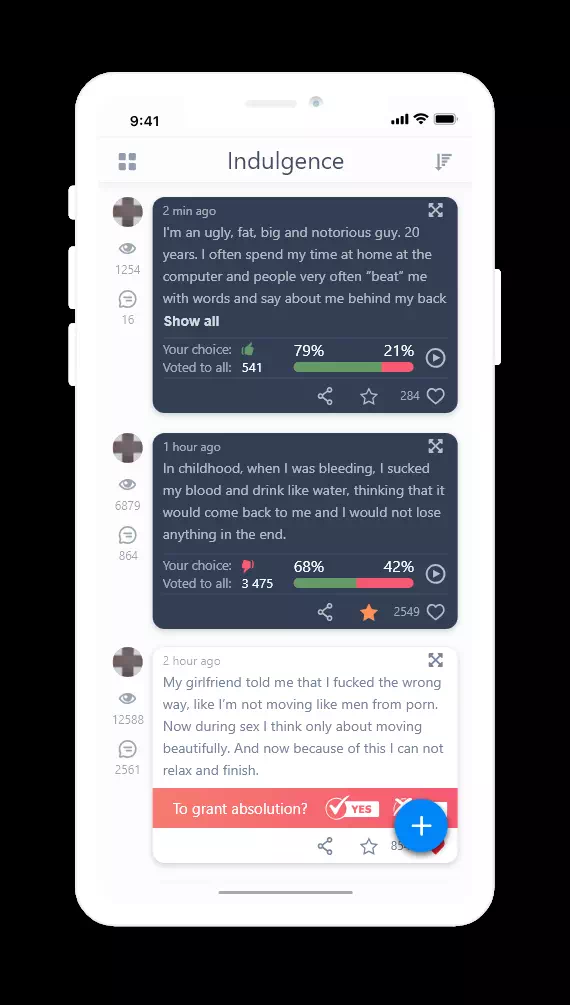 9:41
Indulgence
2 min ago
I'm an ugly, fat, big and notorious guy. 20
years. I often spend my time at home at the
computer and people very often “beat” me
with words and say about me behind my back
Show all
1254
16
Your choice:
79% 21%
Voted to all: 541
284
1 hour ago
In childhood, when I was bleeding, I sucked
my blood and drink like water, thinking that it
would come back to me and I would not lose
anything in the end.
6879
864
Your choice:
68% 42%
Voted to all: 3 475
2549
2 hour ago
My girlfriend told me that I fucked the wrong
way, like I’m not moving like men from porn.
Now during sex I think only about moving
beautifully. And now because of this I can not
relax and finish.
12588
2561
To grant absolution? YES